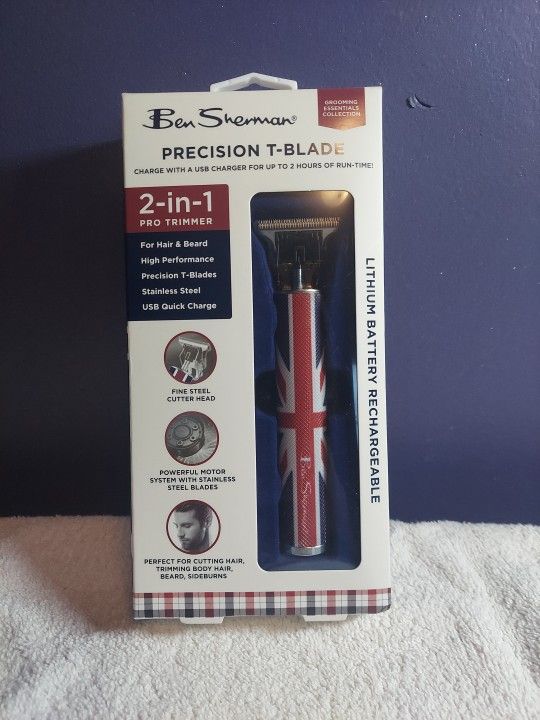 Ben Sherman®
GROOMING
ESSENTIALS
COLLECTION
PRECISION T-BLADE
CHARGE WITH A USB CHARGER FOR UP TO 2 HOURS OF RUN-TIME!
2-in-1
PRO TRIMMER
For Hair & Beard
High Performance
Precision T-Blades
Stainless Steel
USB Quick Charge
FINE STEEL
CUTTER HEAD
POWERFUL MOTOR
SYSTEM WITH STAINLESS
STEEL BLADES
PERFECT FOR CUTTING HAIR,
TRIMMING BODY HAIR,
BEARD, SIDEBURNS
Ben Sherman
LITHIUM BATTERY RECHARGEABLE